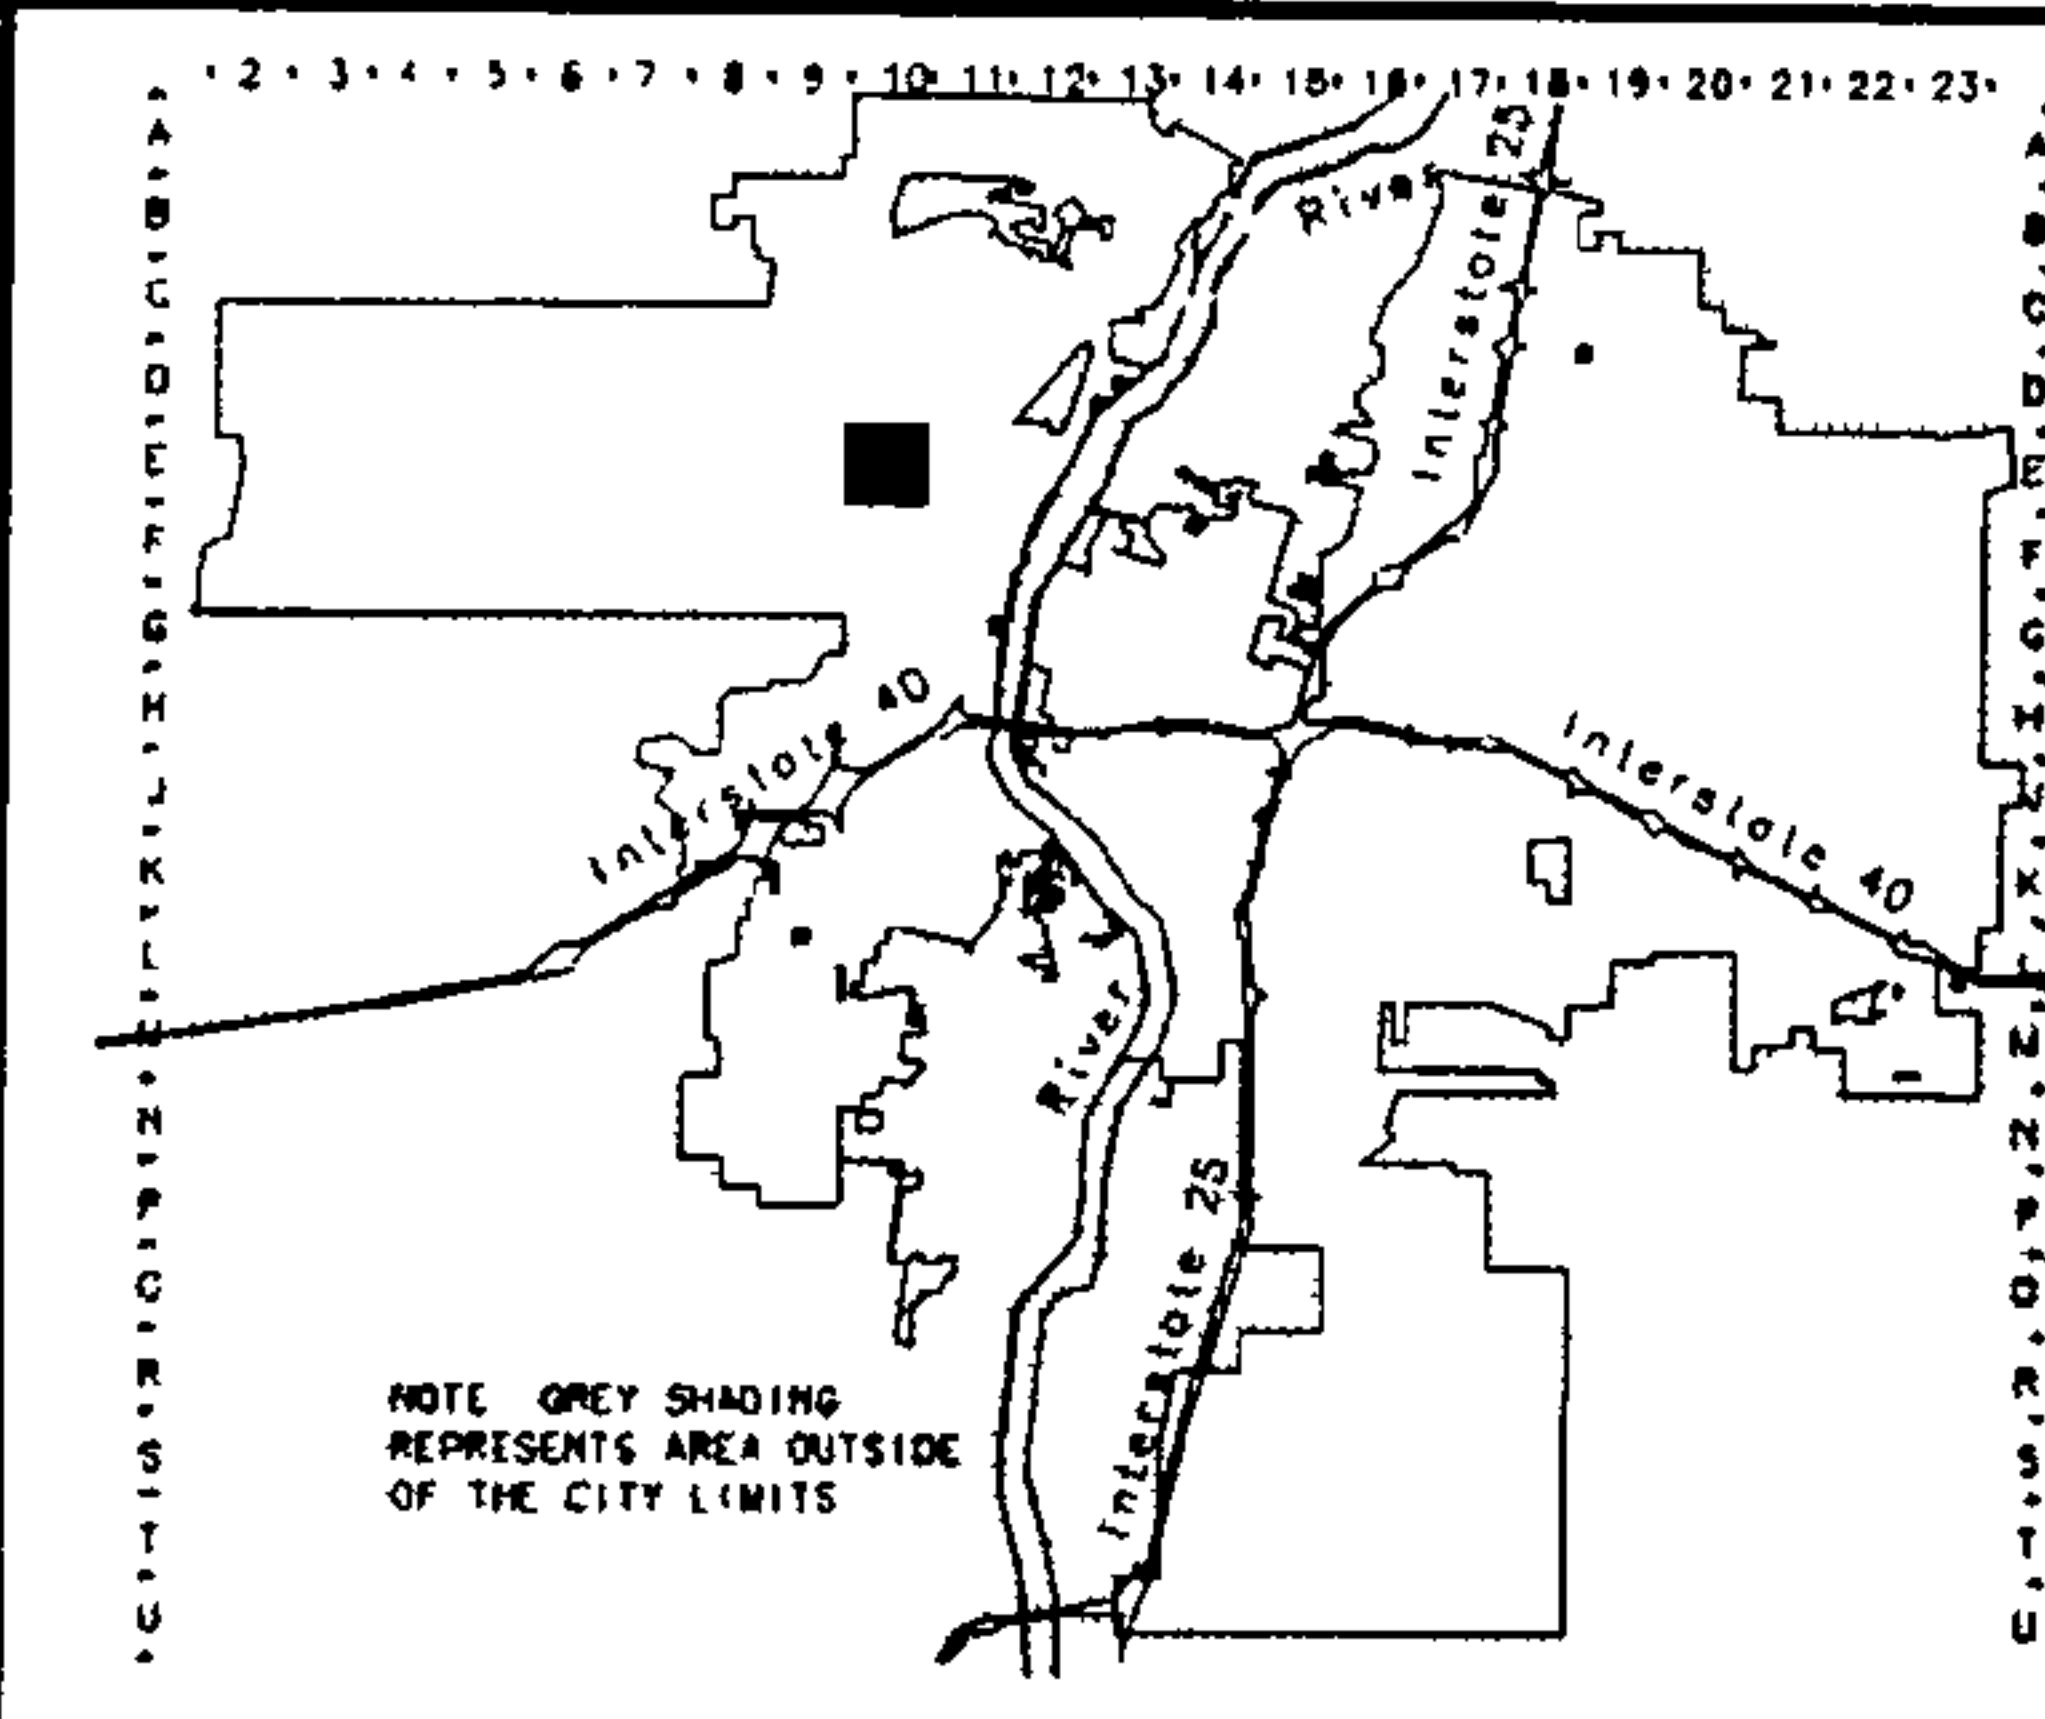 2 3 4 5 6 7 8 9 10 11 12 13 14 15 16 17 18 19 20 21 22 23
A A
B B
C C
D D
E E
F F
G G
H H
J J
K K
L L
M M
N N
P P
Q
R R
S S
T T
U U
River
Interstate 25
Interstate 40
Interstate 40
River
Interstate 25
NOTE GREY SHADING
REPRESENTS AREA OUTSIDE
OF THE CITY LIMITS